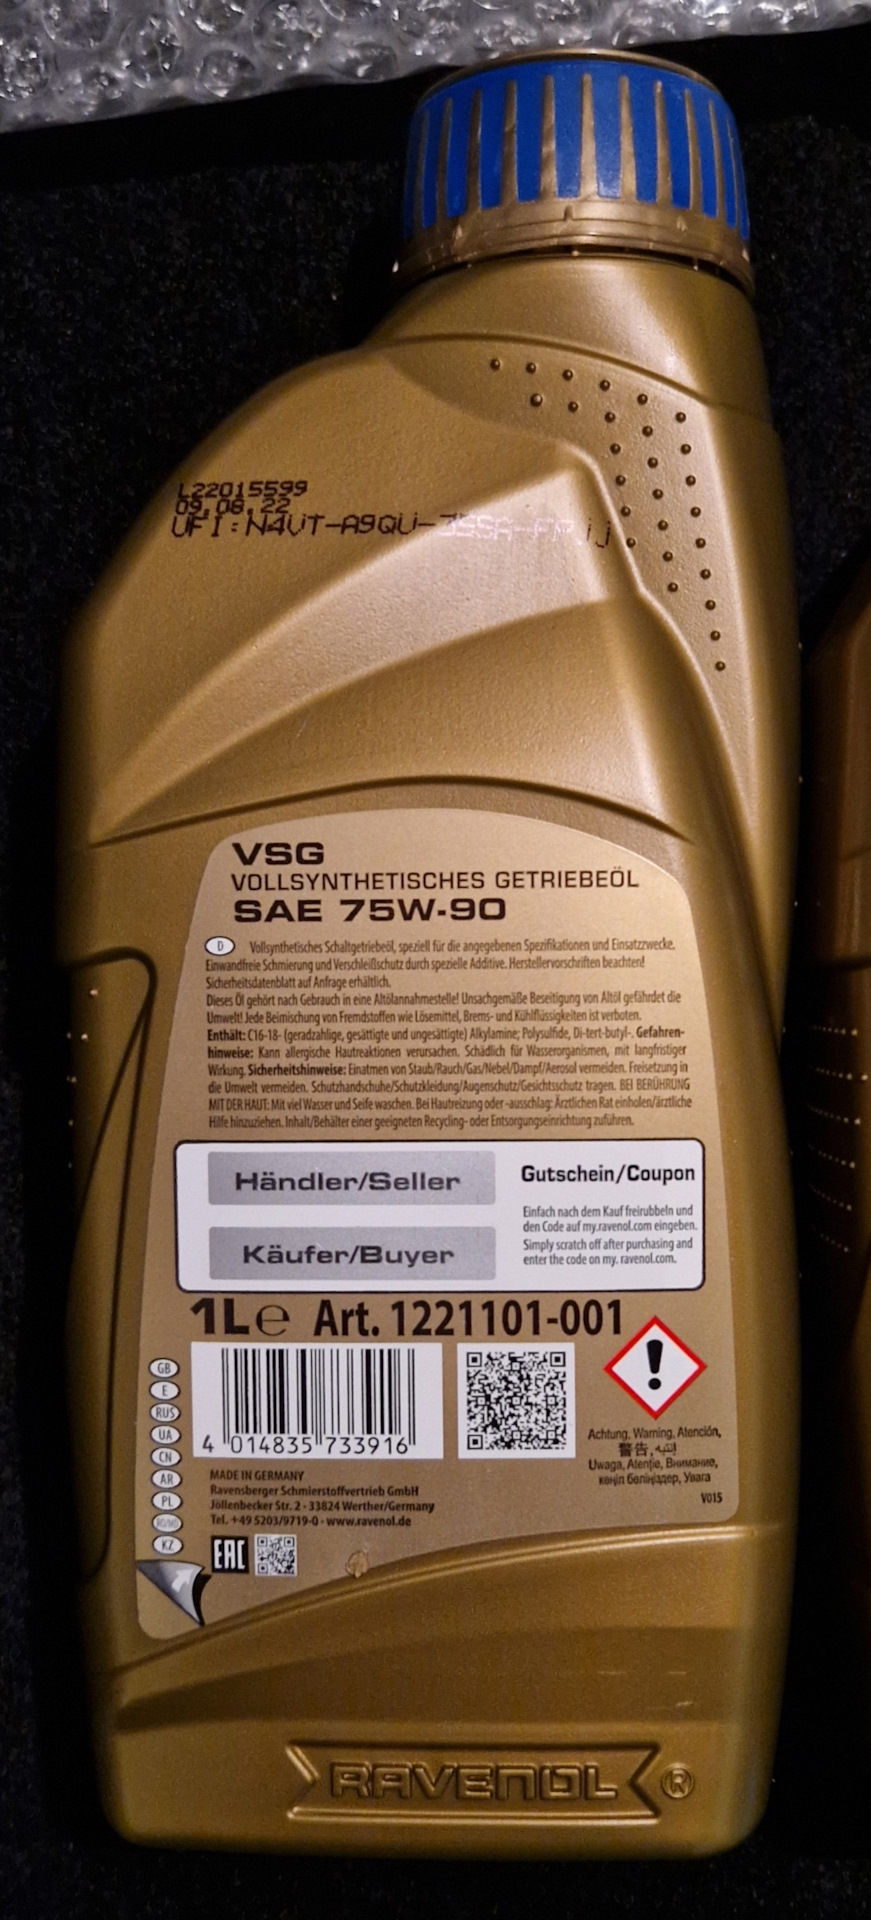 L22015599
09.08.22
UFI: N4VT-A9QU-
VSG
VOLLSYNTHETISCHES GETRIEBEÖL
SAE 75W-90
D Vollsynthetisches Schaltgetriebeöl, speziell für die angegebenen Spezifikationen und Einsatzzwecke.
Einwandfreie Schmierung und Verschleißschutz durch spezielle Additive. Herstellervorschriften beachten!
Sicherheitsdatenblatt auf Anfrage erhältlich.
Dieses Öl gehört nach Gebrauch in eine Altölannahmestelle! Unsachgemäße Beseitigung von Altöl gefährdet die
Umwelt! Jede Beimischung von Fremdstoffen wie Lösemittel, Brems- und Kühlflüssigkeiten ist verboten.
Enthält: C16-18- (geradzahlige, gesättigte und ungesättigte) Alkylamine; Polysulfide, Di-tert-butyl-. Gefahren-
hinweise: Kann allergische Hautreaktionen verursachen. Schädlich für Wasserorganismen, mit langfristiger
Wirkung. Sicherheitshinweise: Einatmen von Staub/Rauch/Gas/Nebel/Dampf/Aerosol vermeiden. Freisetzung in
die Umwelt vermeiden. Schutzhandschuhe/Schutzkleidung/Augenschutz/Gesichtsschutz tragen. BEI BERÜHRUNG
MIT DER HAUT: Mit viel Wasser und Seife waschen. Bei Hautreizung oder -ausschlag: Ärztlichen Rat einholen/ärztliche
Hilfe hinzuziehen. Inhalt/Behälter einer geeigneten Recycling- oder Entsorgungseinrichtung zuführen.
Händler/Seller
Käufer/Buyer
Gutschein/Coupon
Einfach nach dem Kauf freirubbeln und
den Code auf my.ravenol.com eingeben.
Simply scratch off after purchasing and
enter the code on my. ravenol.com.
1L e Art. 1221101-001
GB
E
RUS
UA
CN
AR
PL
RO/MD
KZ
4 014835 733916
Achtung, Warning, Atención,
警告, انتبه!
Uwaga, Atenție, Внимание,
көңіл бөліңіздер, Увага
V015
MADE IN GERMANY
Ravensberger Schmierstoffvertrieb GmbH
Jöllenbecker Str. 2 - 33824 Werther/Germany
Tel. +49 5203/9719-0 · www.ravenol.de
EAC
RAVENOL ®